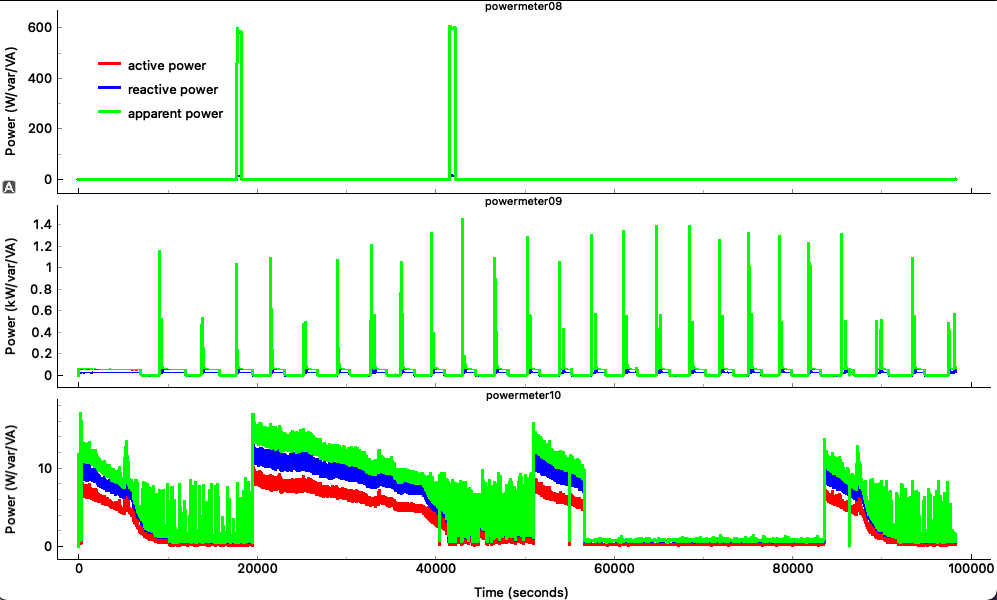 powermeter08
600
400
200
0
Power (W/var/VA)
active power
reactive power
apparent power
A
powermeter09
1.4
1.2
1
0.8
0.6
0.4
0.2
0
Power (kW/var/VA)
powermeter10
10
0
Power (W/var/VA)
0 20000 40000 60000 80000 100000
Time (seconds)